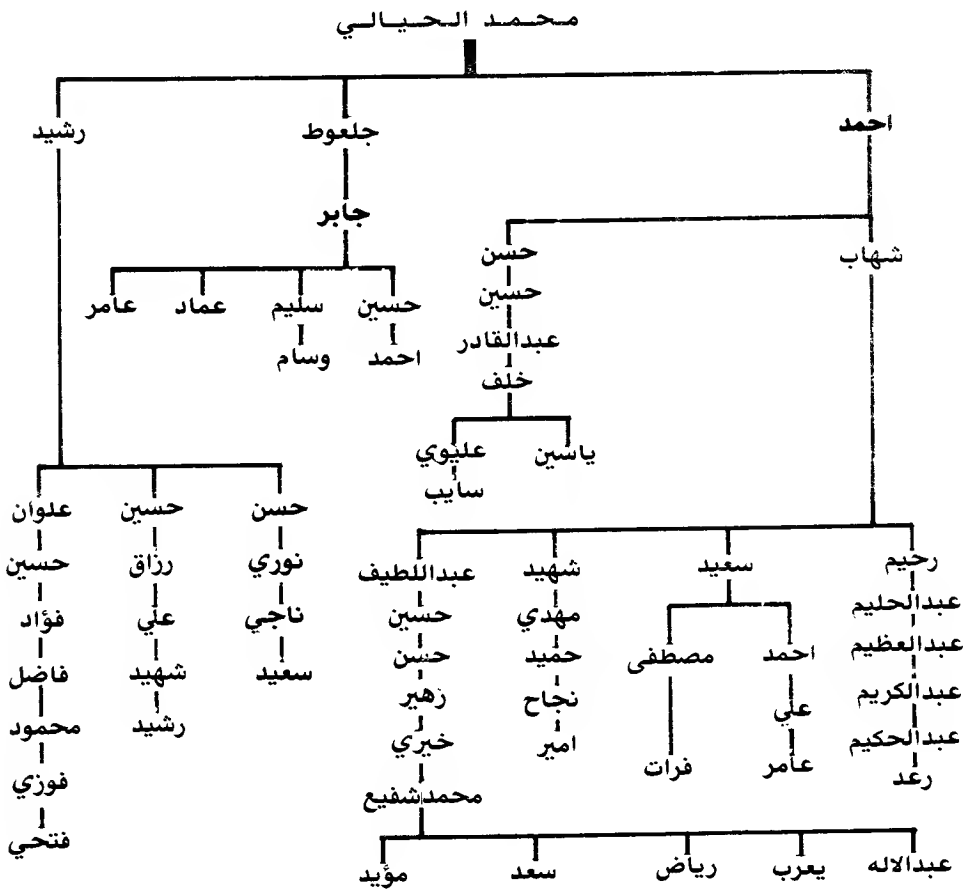 محمد الحيالي
احمد
جلعوط
رشيد
جابر
حسين
سليم
عماد
عامر
احمد
وسام
شهاب
حسن
حسين
عبدالقادر
خلف
ياسين
عليوي
سايب
حسن
نوري
ناجي
سعيد
حسين
رزاق
علي
شهيد
رشيد
علوان
حسين
فؤاد
فاضل
محمود
فوزي
فتحي
رحيم
عبدالحليم
عبدالعظيم
عبدالكريم
عبدالحكيم
رعد
سعيد
احمد
علي
عامر
مصطفى
فرات
شهيد
مهدي
حميد
نجاح
امير
عبداللطيف
حسين
حسن
زهير
خيري
محمدشفيع
عبدالاله
يعرب
رياض
سعد
مؤيد